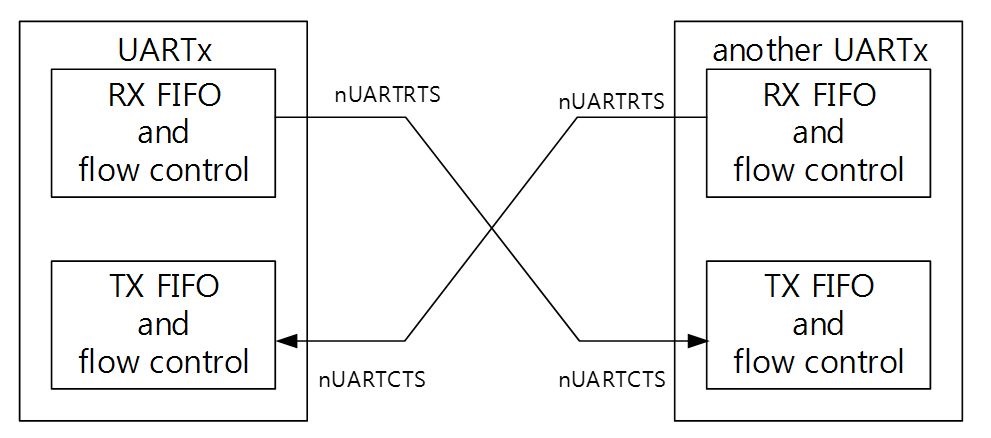 UARTx
RX FIFO
and
flow control
TX FIFO
and
flow control
nUARTRTS
nUARTCTS
nUARTRTS
nUARTCTS
another UARTx
RX FIFO
and
flow control
TX FIFO
and
flow control